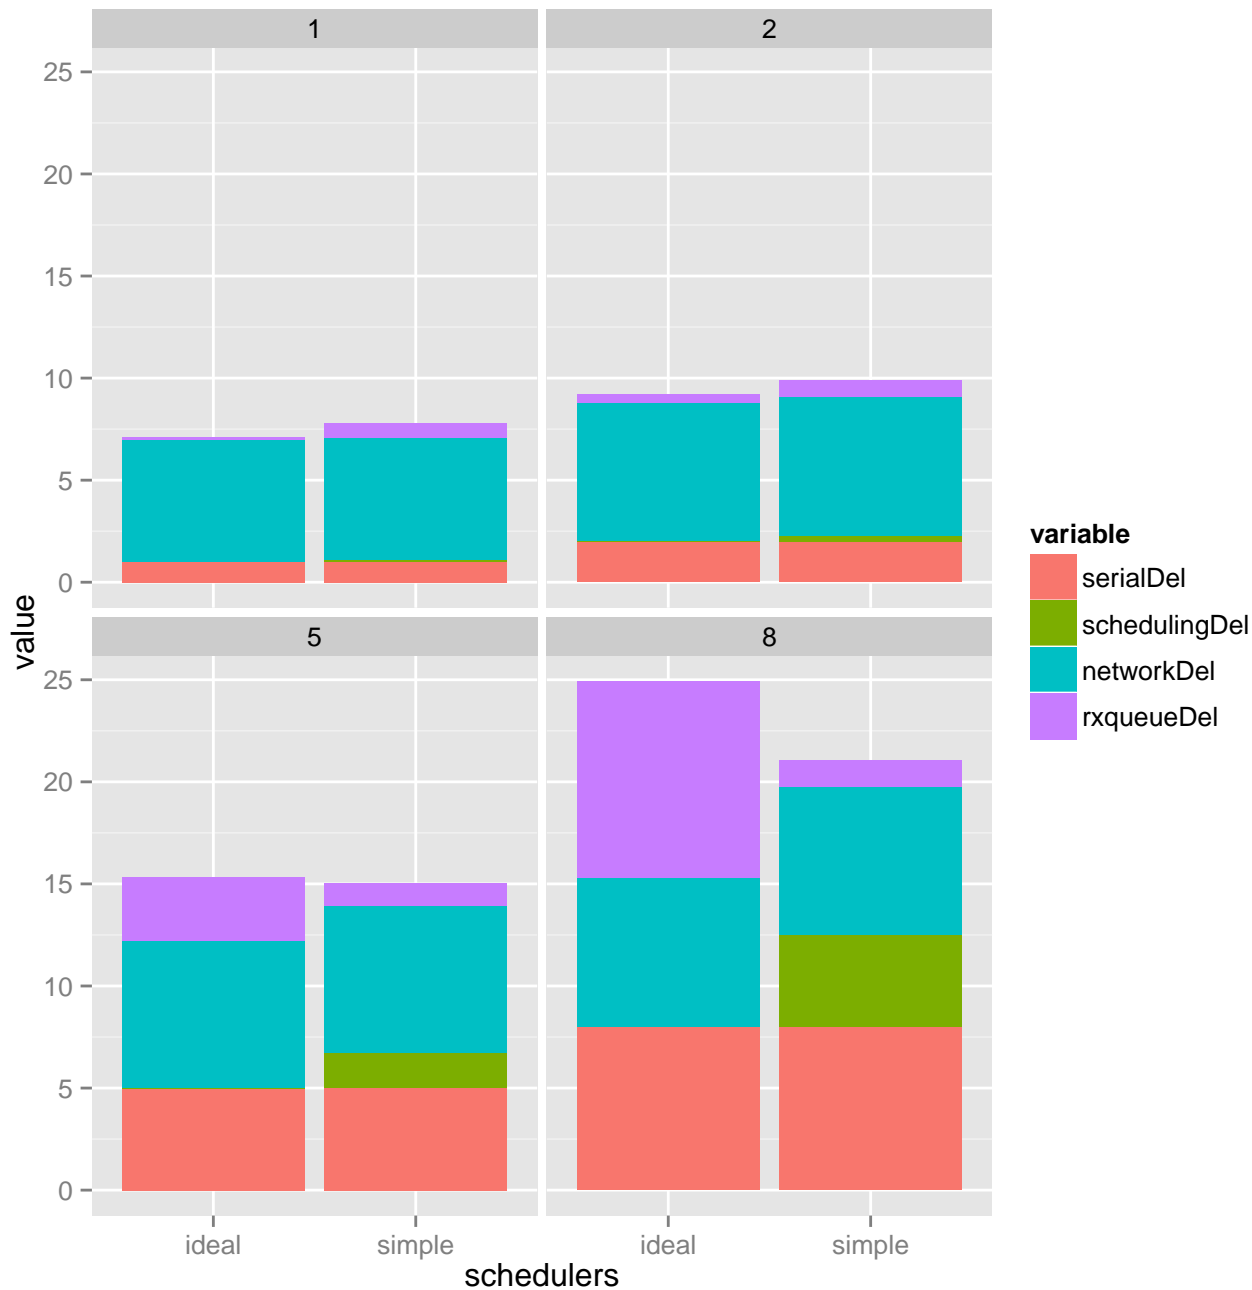 1
2
25
20
15
10
5
0
value
5
8
25
20
15
10
5
0
ideal
simple
ideal
simple
schedulers
variable
serialDel
schedulingDel
networkDel
rxqueueDel